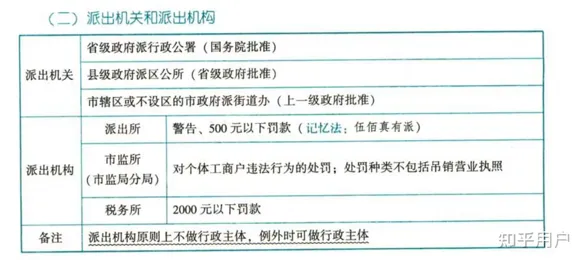 （二）派出机关和派出机构
派出机关
省级政府派行政公署（国务院批准）
县级政府派区公所（省级政府批准）
市辖区或不设区的市政府派街道办（上一级政府批准）
派出机构
派出所
警告、500 元以下罚款（记忆法：伍佰真有派）
市监所
（市监局分局）
对个体工商户违法行为的处罚；处罚种类不包括吊销营业执照
税务所
2000 元以下罚款
备注
派出机构原则上不做行政主体，例外时可做行政主体
知乎用户